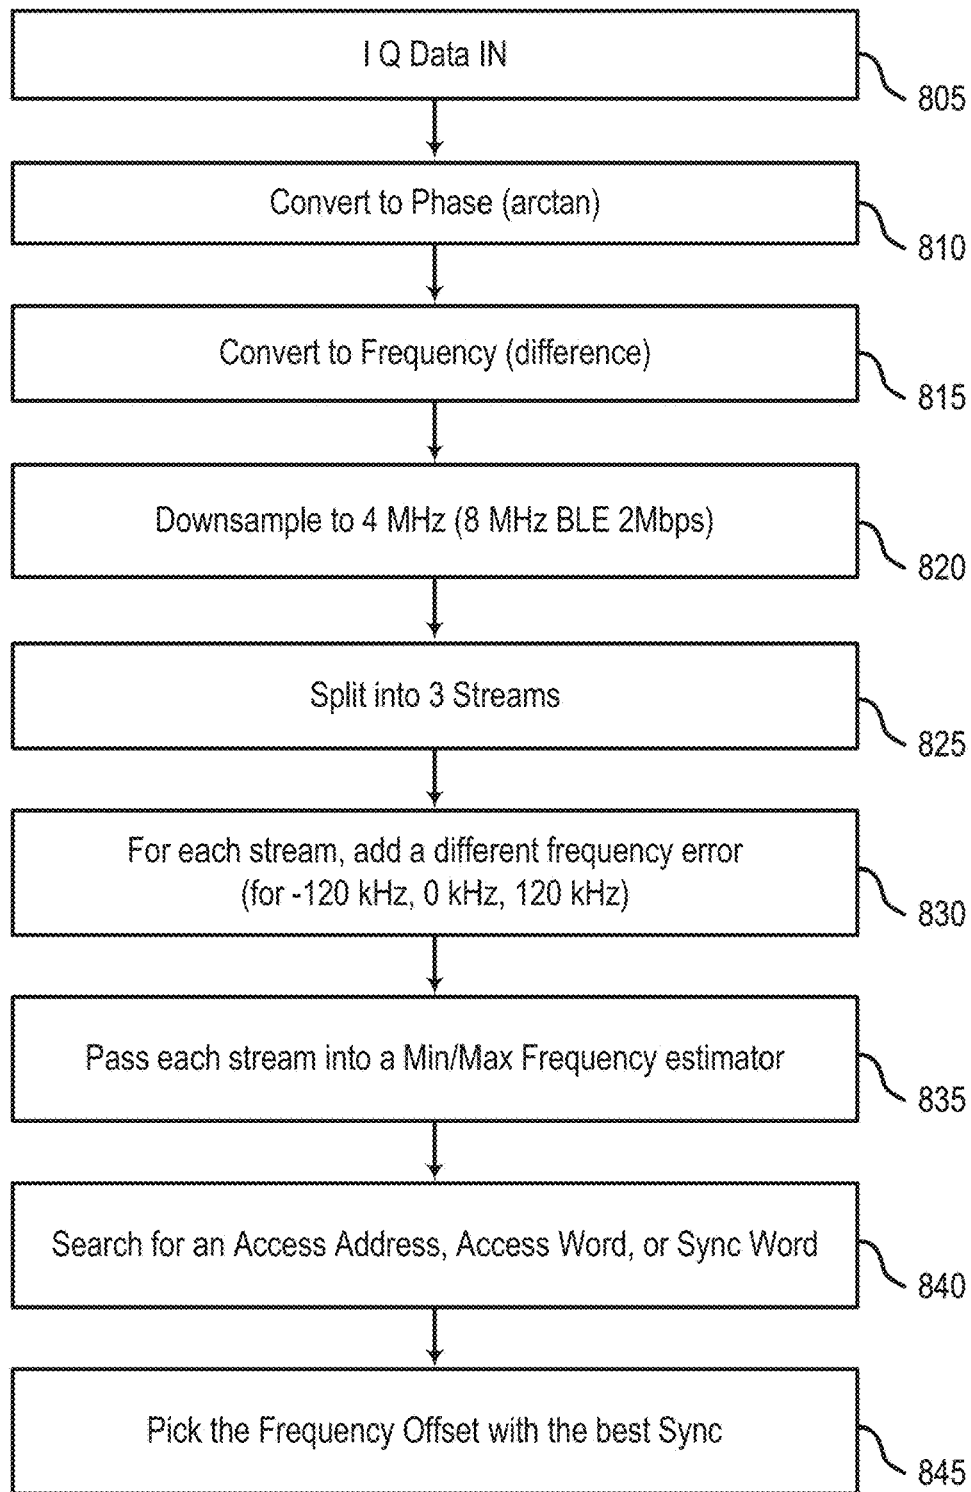 I Q Data IN
805
Convert to Phase (arctan)
810
Convert to Frequency (difference)
815
Downsample to 4 MHz (8 MHz BLE 2Mbps)
820
Split into 3 Streams
825
For each stream, add a different frequency error
(for -120 kHz, 0 kHz, 120 kHz)
830
Pass each stream into a Min/Max Frequency estimator
835
Search for an Access Address, Access Word, or Sync Word
840
Pick the Frequency Offset with the best Sync
845